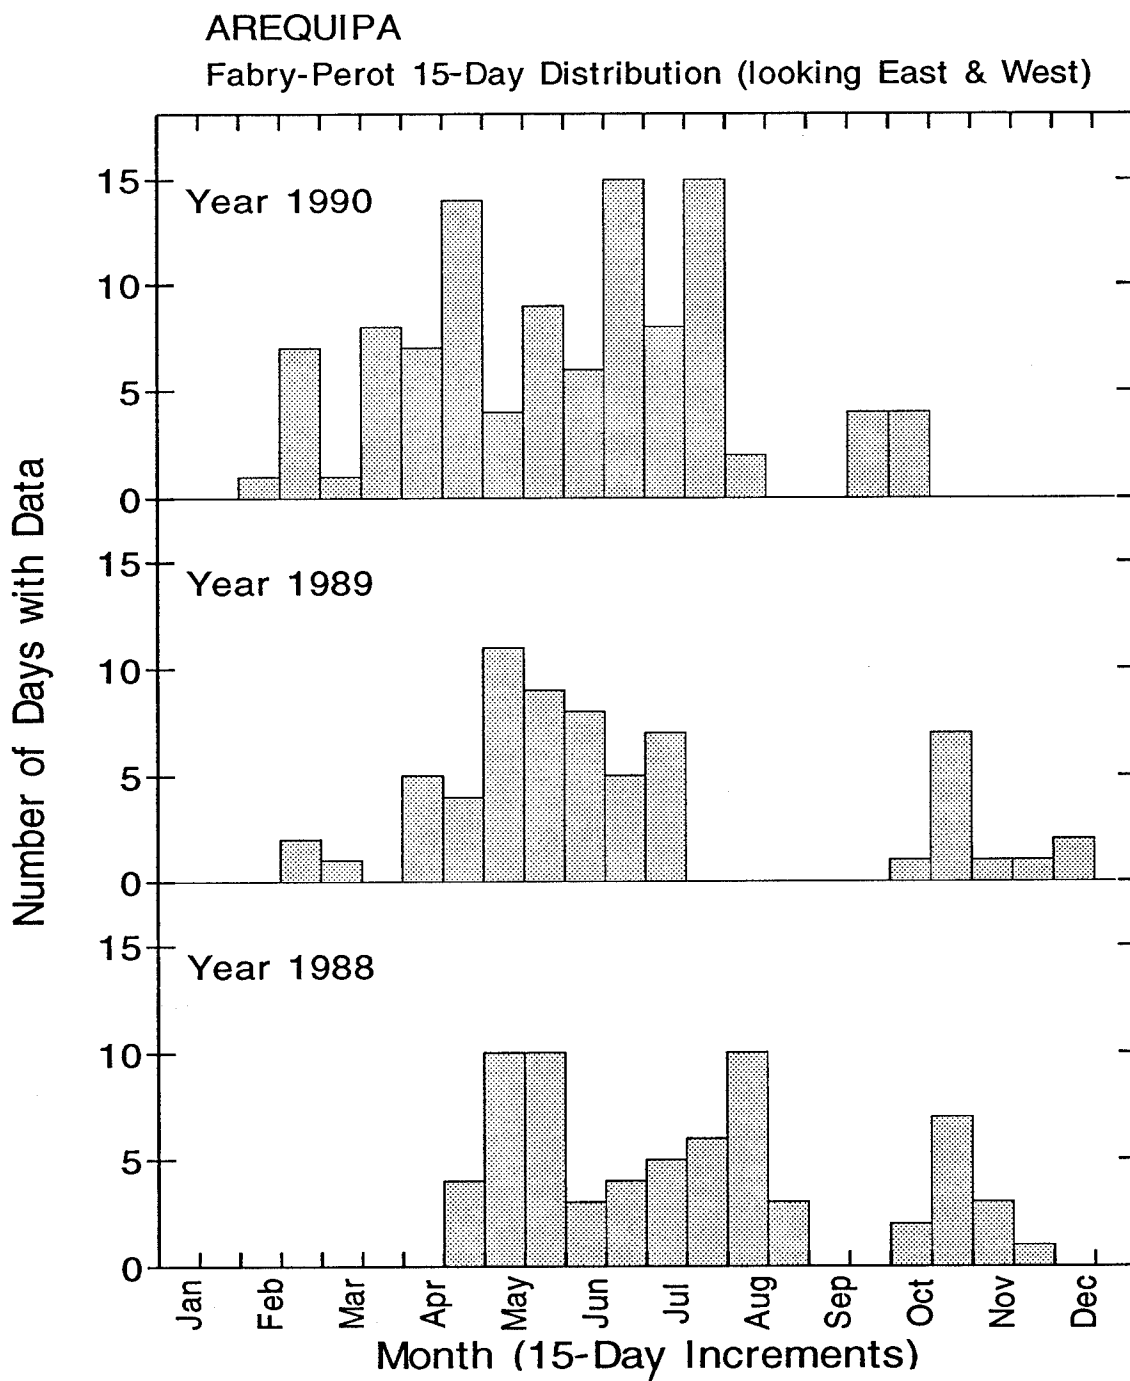 AREQUIPA
Fabry-Perot 15-Day Distribution (looking East & West)
Number of Days with Data
15
Year 1990
10
5
0
15
Year 1989
10
5
0
15
Year 1988
10
5
0
Jan Feb Mar Apr May Jun Jul Aug Sep Oct Nov Dec
Month (15-Day Increments)